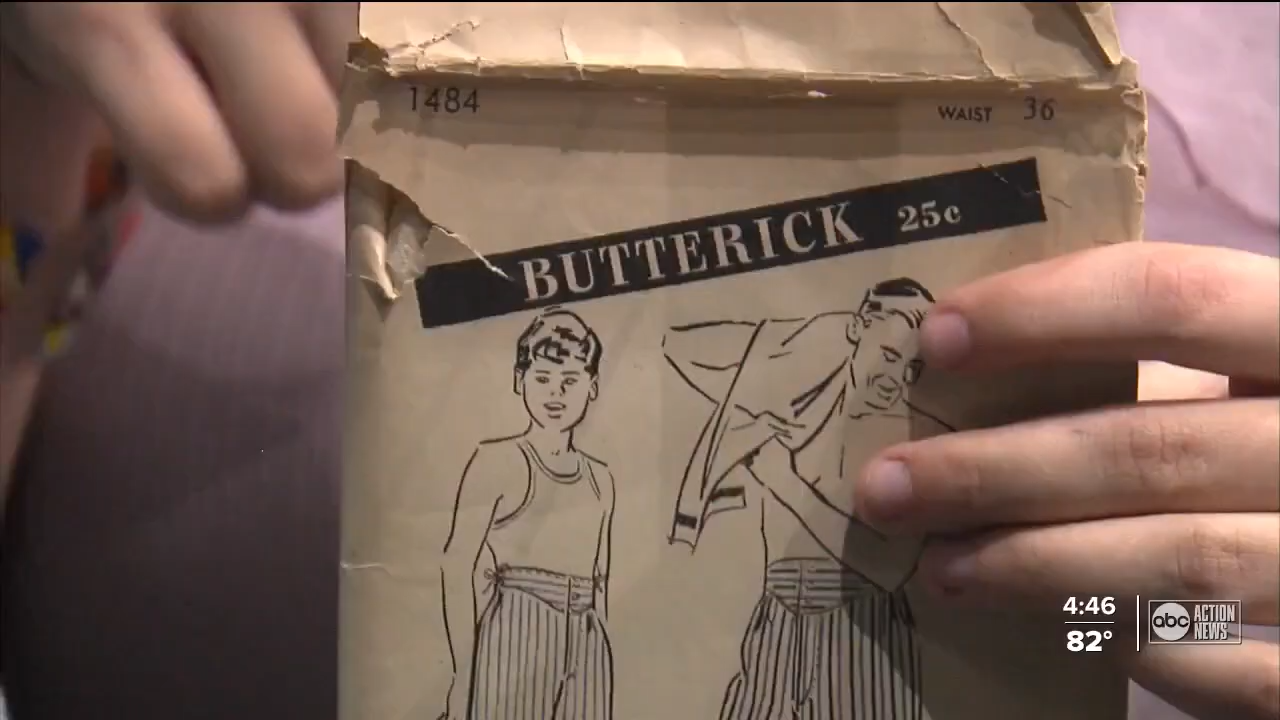 1484
WAIST 36
BUTTERICK 25c
4:46
82°
abc ACTION NEWS